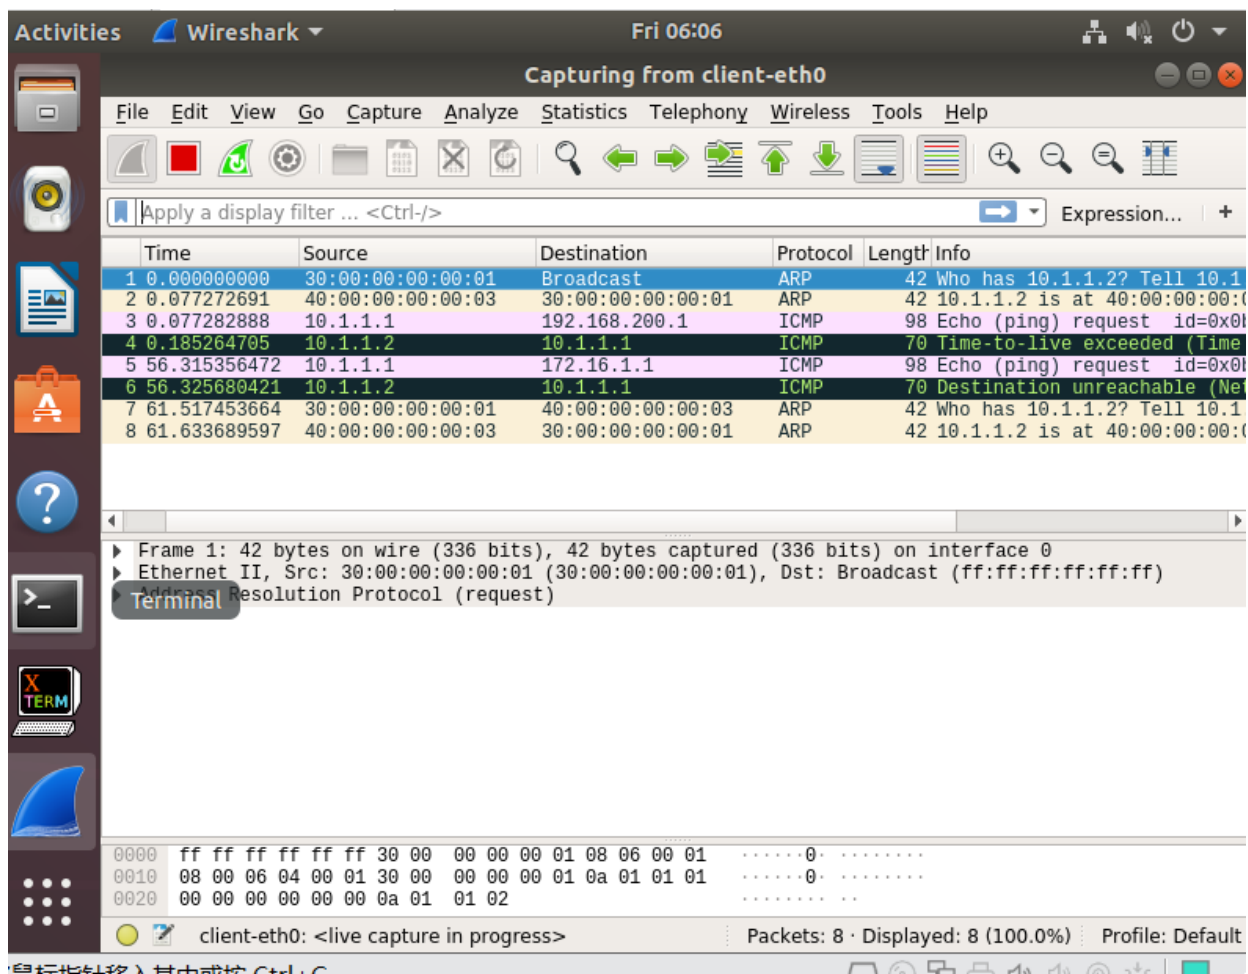 Activities Wireshark Fri 06:06
Capturing from client-eth0
File Edit View Go Capture Analyze Statistics Telephony Wireless Tools Help
Apply a display filter ... <Ctrl-/> Expression... +
Time Source Destination Protocol Length Info
1 0.000000000 30:00:00:00:00:01 Broadcast ARP 42 Who has 10.1.1.2? Tell 10.1
2 0.077272691 40:00:00:00:00:03 30:00:00:00:00:01 ARP 42 10.1.1.2 is at 40:00:00:00:
3 0.077282888 10.1.1.1 192.168.200.1 ICMP 98 Echo (ping) request id=0x0
4 0.185264705 10.1.1.2 10.1.1.1 ICMP 70 Time-to-live exceeded (Time
5 56.315356472 10.1.1.1 172.16.1.1 ICMP 98 Echo (ping) request id=0x0
6 56.325680421 10.1.1.2 10.1.1.1 ICMP 70 Destination unreachable (Net
7 61.517453664 30:00:00:00:00:01 40:00:00:00:00:03 ARP 42 Who has 10.1.1.2? Tell 10.1
8 61.633689597 40:00:00:00:00:03 30:00:00:00:00:01 ARP 42 10.1.1.2 is at 40:00:00:00:
Frame 1: 42 bytes on wire (336 bits), 42 bytes captured (336 bits) on interface 0
Ethernet II, Src: 30:00:00:00:00:01 (30:00:00:00:00:01), Dst: Broadcast (ff:ff:ff:ff:ff:ff)
Terminal Resolution Protocol (request)
X
TERM
0000 ff ff ff ff ff ff 30 00 00 00 00 01 08 06 00 01 ······0· ········
0010 08 00 06 04 00 01 30 00 00 00 00 01 0a 01 01 01 ······0· ········
0020 00 00 00 00 00 00 0a 01 01 02 ········ ··
client-eth0: <live capture in progress> Packets: 8 · Displayed: 8 (100.0%) Profile: Default